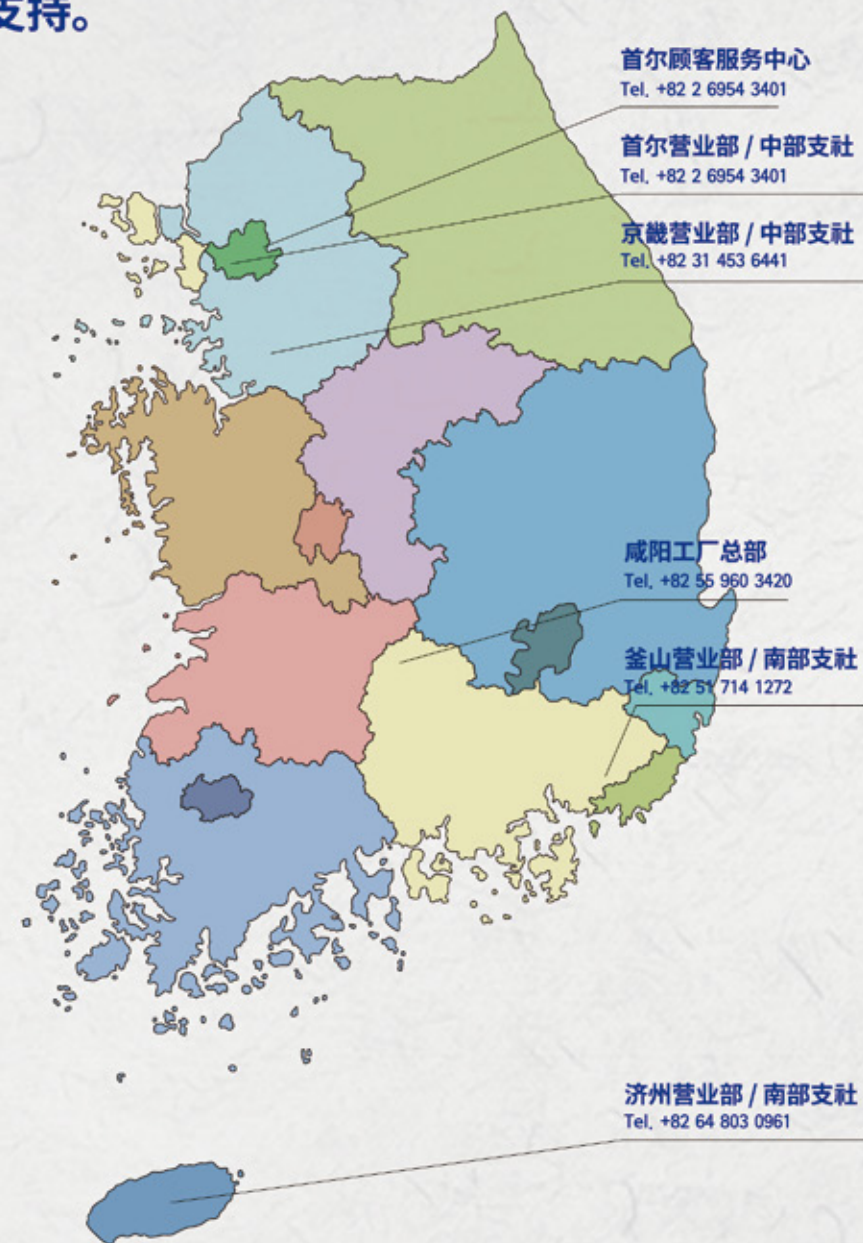 支持。
首尔顾客服务中心
Tel. +82 2 6954 3401
首尔营业部 / 中部支社
Tel. +82 2 6954 3401
京畿营业部 / 中部支社
Tel. +82 31 453 6441
咸阳工厂总部
Tel. +82 55 960 3420
釜山营业部 / 南部支社
Tel. +82 51 714 1272
济州营业部 / 南部支社
Tel. +82 64 803 0961